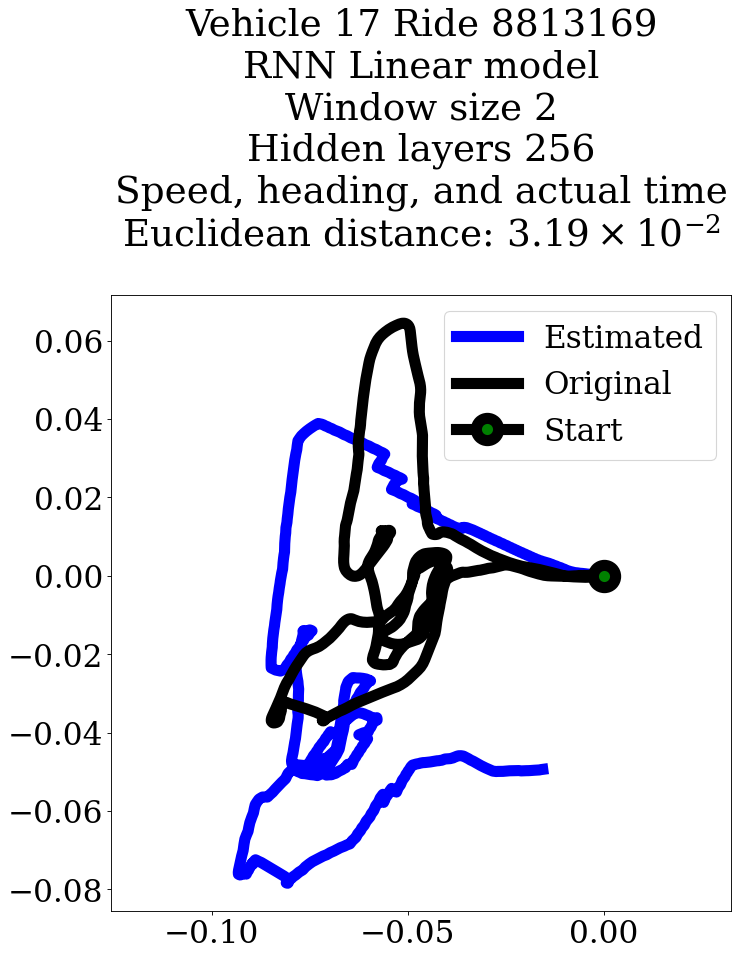 Vehicle 17 Ride 8813169
RNN Linear model
Window size 2
Hidden layers 256
Speed, heading, and actual time
Euclidean distance: 3.19 × 10⁻²
Estimated
Original
Start
0.06
0.04
0.02
0.00
−0.02
−0.04
−0.06
−0.08
−0.10
−0.05
0.00